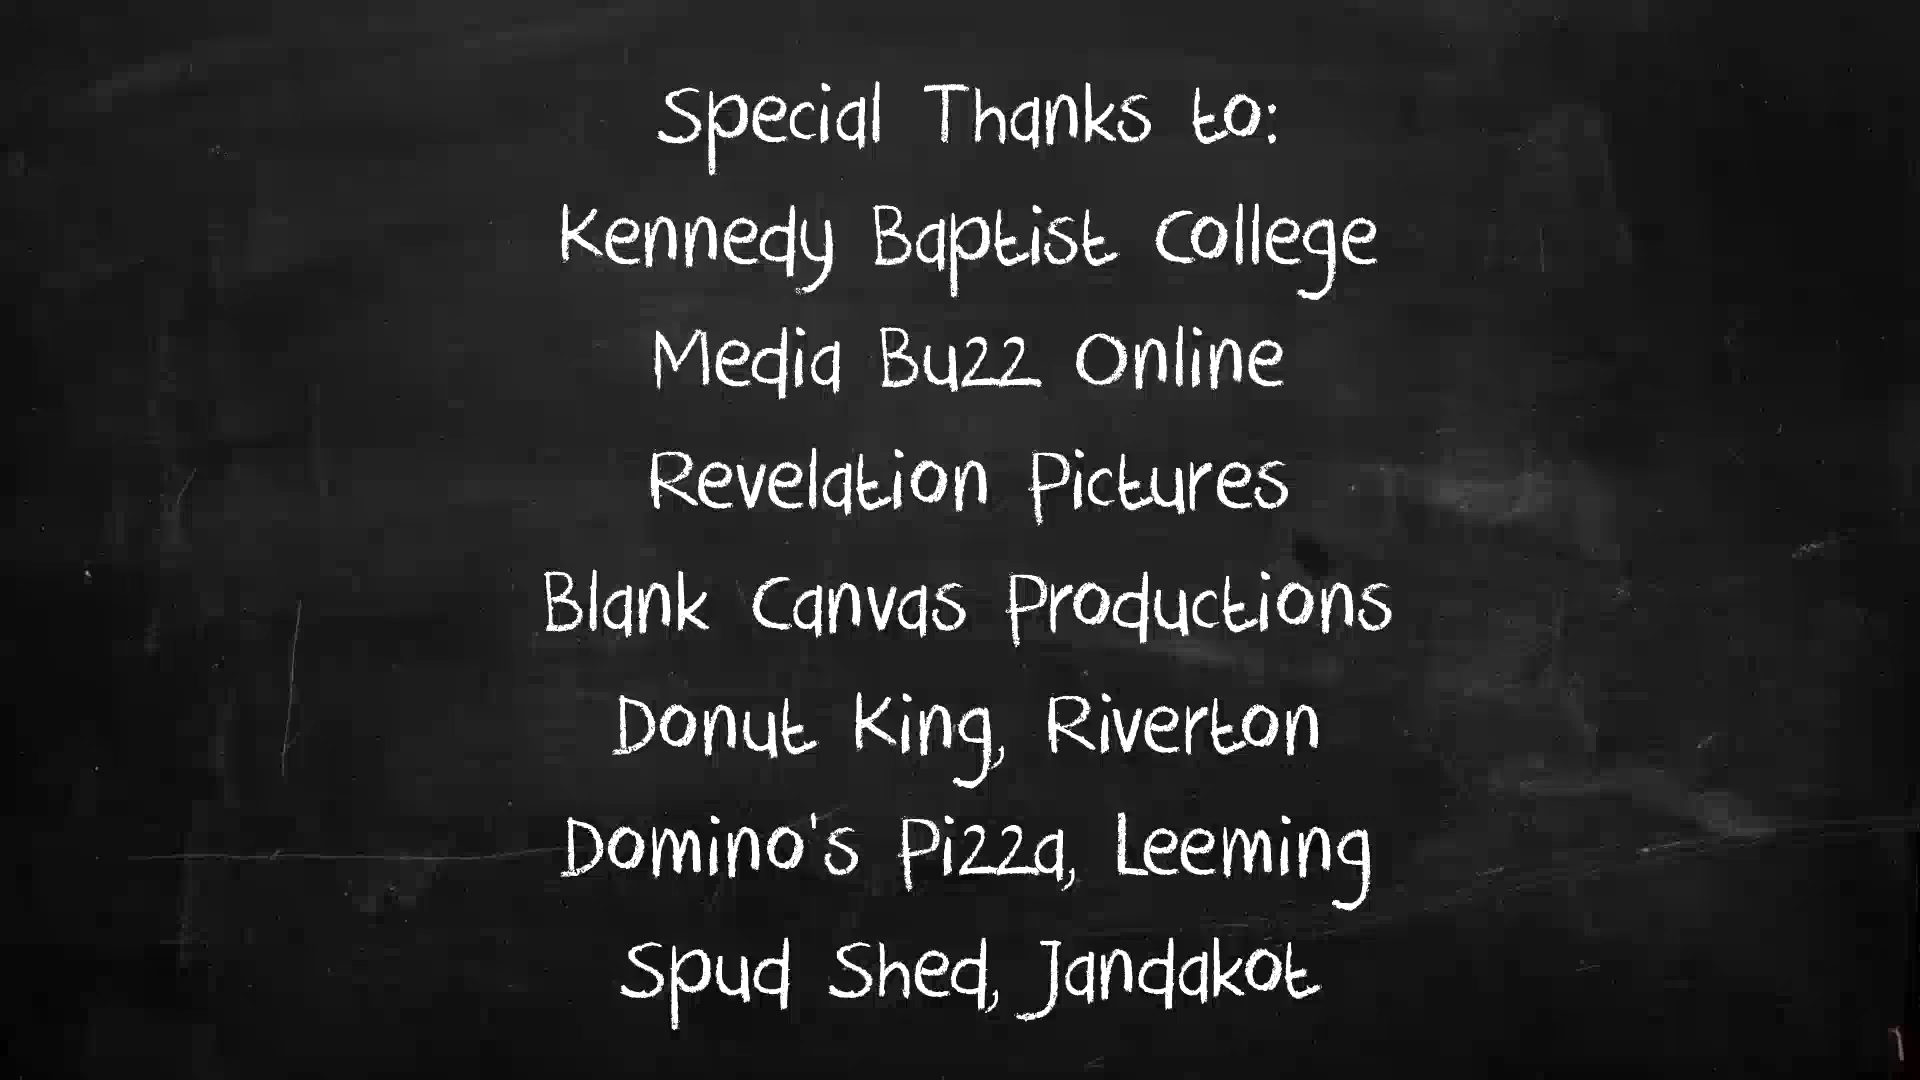 Special Thanks to:
Kennedy Baptist College
Media Buzz Online
Revelation Pictures
Blank Canvas Productions
Donut King, Riverton
Domino's Pizza, Leeming
Spud Shed, Jandakot